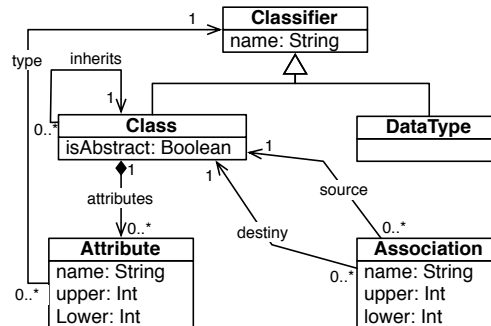 Classifier
1
name: String
type
inherits
1
0..*
Class
isAbstract: Boolean
DataType
1
1
1
attributes
source
0..*
destiny
0..*
Attribute
name: String
upper: Int
Lower: Int
0..*
0..*
Association
name: String
upper: Int
lower: Int